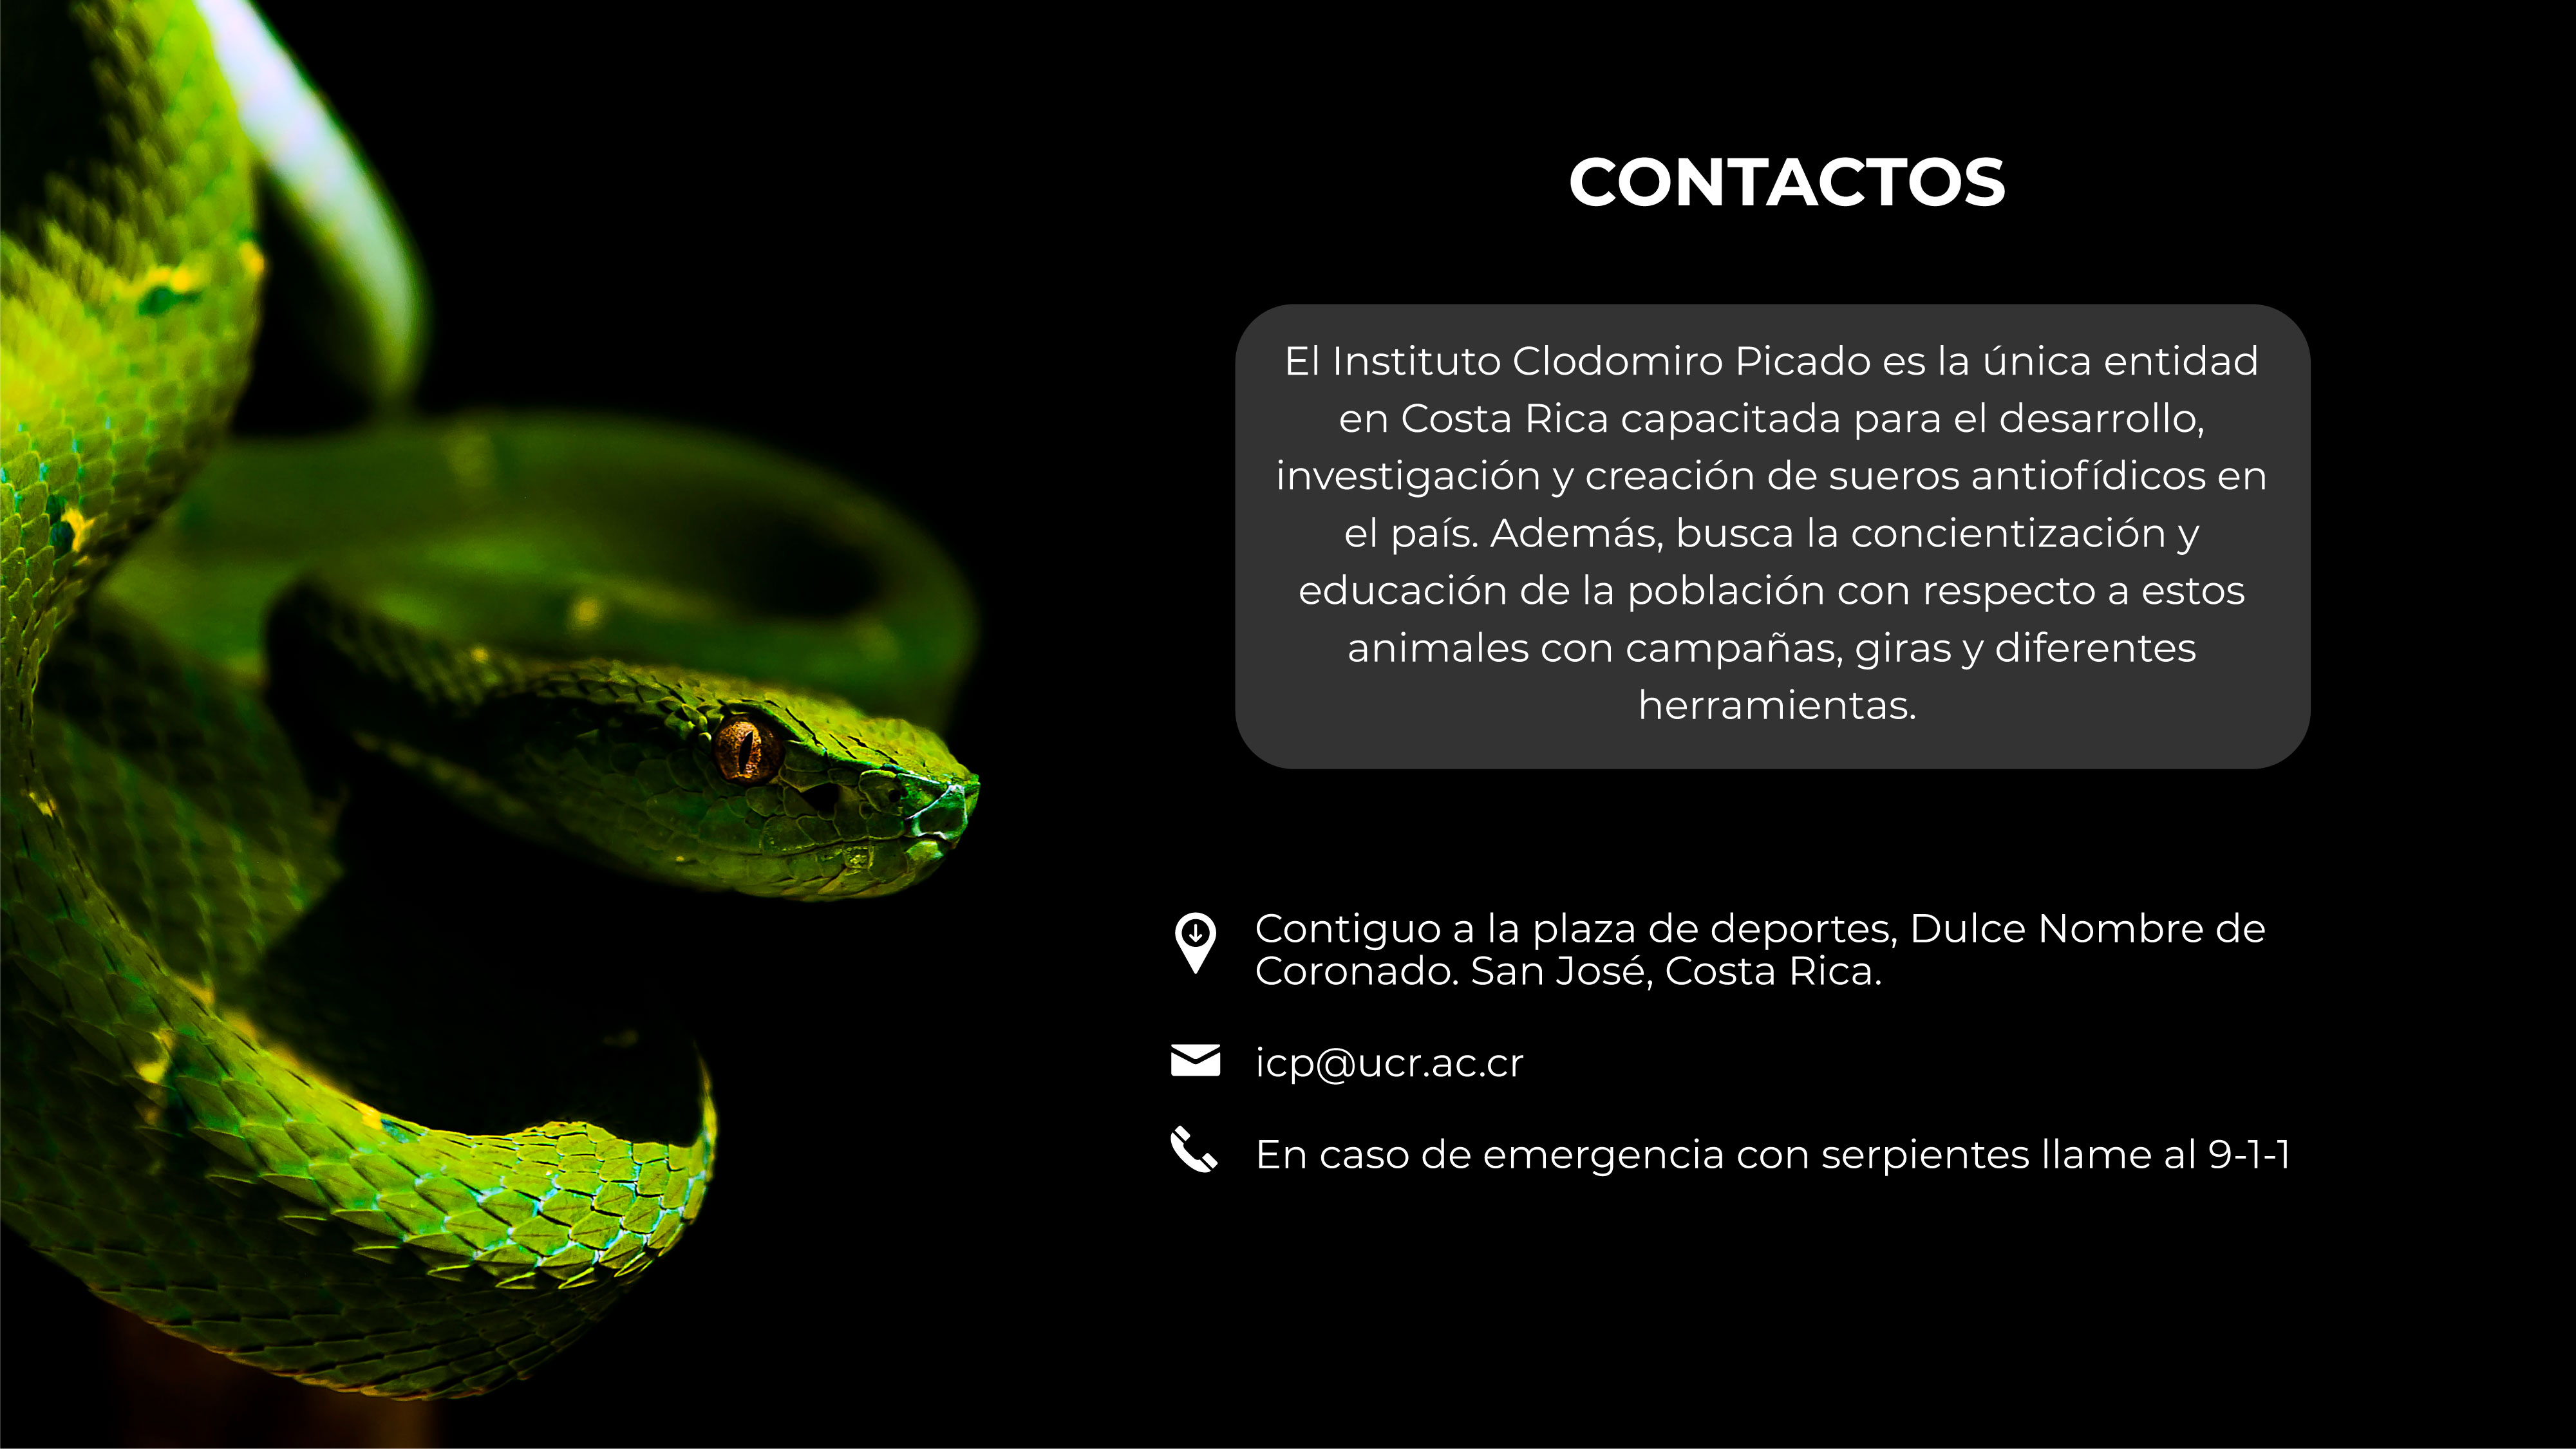 CONTACTOS
El Instituto Clodomiro Picado es la única entidad
en Costa Rica capacitada para el desarrollo,
investigación y creación de sueros antiofídicos en
el país. Además, busca la concientización y
educación de la población con respecto a estos
animales con campañas, giras y diferentes
herramientas.
Contiguo a la plaza de deportes, Dulce Nombre de
Coronado. San José, Costa Rica.
icp@ucr.ac.cr
En caso de emergencia con serpientes llame al 9-1-1